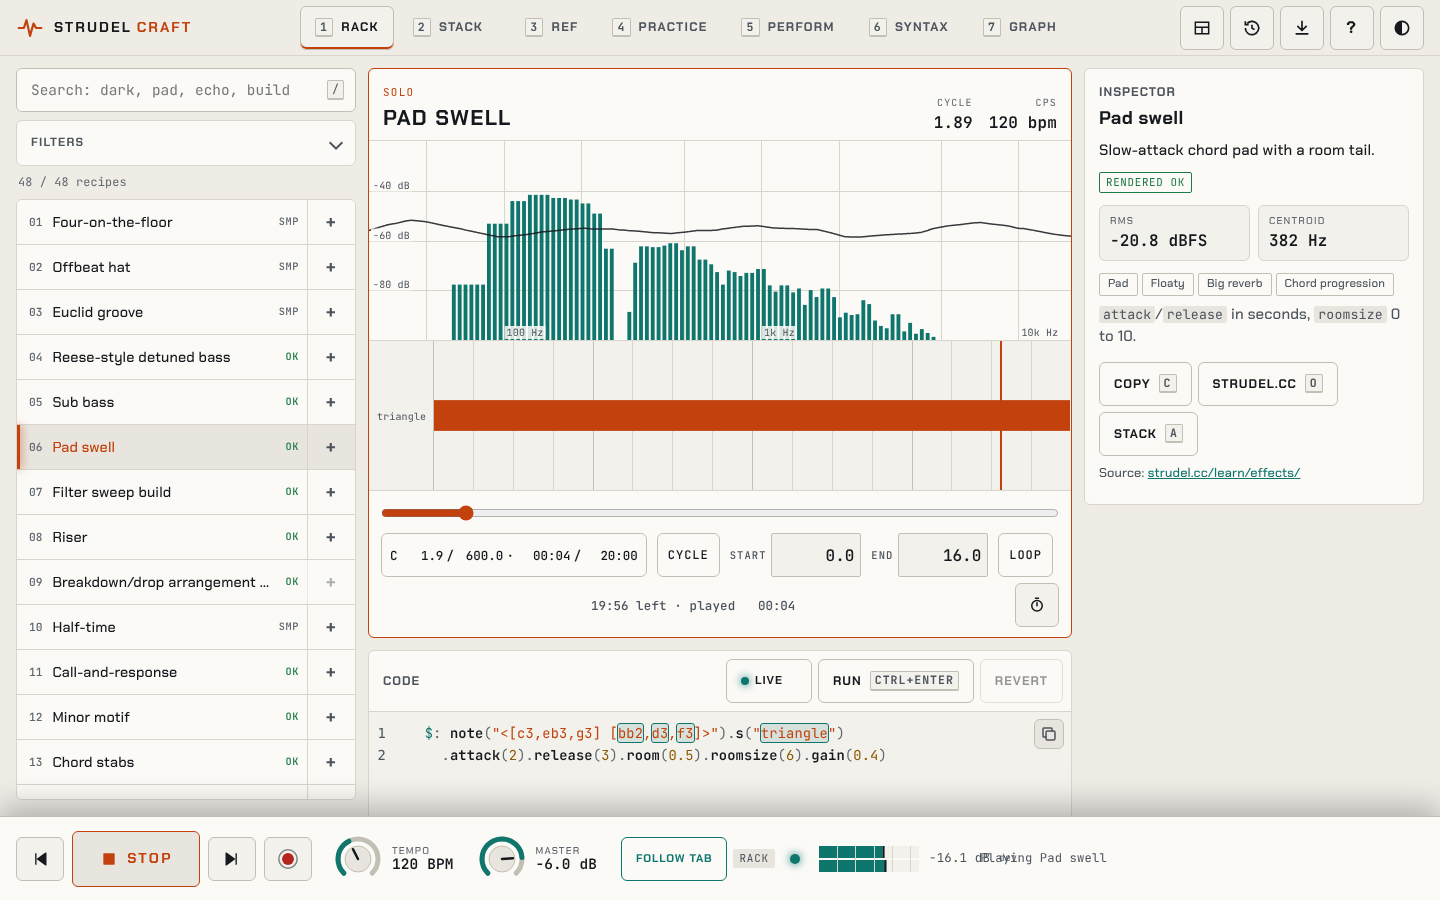 STRUDEL CRAFT
1 RACK
2 STACK
3 REF
4 PRACTICE
5 PERFORM
6 SYNTAX
7 GRAPH
?
Search: dark, pad, echo, build /
FILTERS
48 / 48 recipes
01 Four-on-the-floor SMP +
02 Offbeat hat SMP +
03 Euclid groove SMP +
04 Reese-style detuned bass OK +
05 Sub bass OK +
06 Pad swell OK +
07 Filter sweep build OK +
08 Riser OK +
09 Breakdown/drop arrangement ... OK +
10 Half-time SMP +
11 Call-and-response OK +
12 Minor motif OK +
13 Chord stabs OK +
SOLO
PAD SWELL
CYCLE
1.89
CPS
120 bpm
-40 dB
-60 dB
-80 dB
100 Hz
1k Hz
10k Hz
triangle
C 1.9/ 600.0· 00:04/ 20:00
CYCLE
START 0.0
END 16.0
LOOP
19:56 left · played 00:04
CODE
LIVE
RUN CTRL+ENTER
REVERT
1 $: note("<[c3,eb3,g3] [bb2,d3,f3]>").s("triangle")
2 .attack(2).release(3).room(0.5).roomsize(6).gain(0.4)
INSPECTOR
Pad swell
Slow-attack chord pad with a room tail.
RENDERED OK
RMS
-20.8 dBFS
CENTROID
382 Hz
Pad
Floaty
Big reverb
Chord progression
attack/release in seconds, roomsize 0
to 10.
COPY C
STRUDEL.CC O
STACK A
Source: strudel.cc/learn/effects/
STOP
TEMPO
120 BPM
MASTER
-6.0 dB
FOLLOW TAB
RACK
-16.1
Playing Pad swell